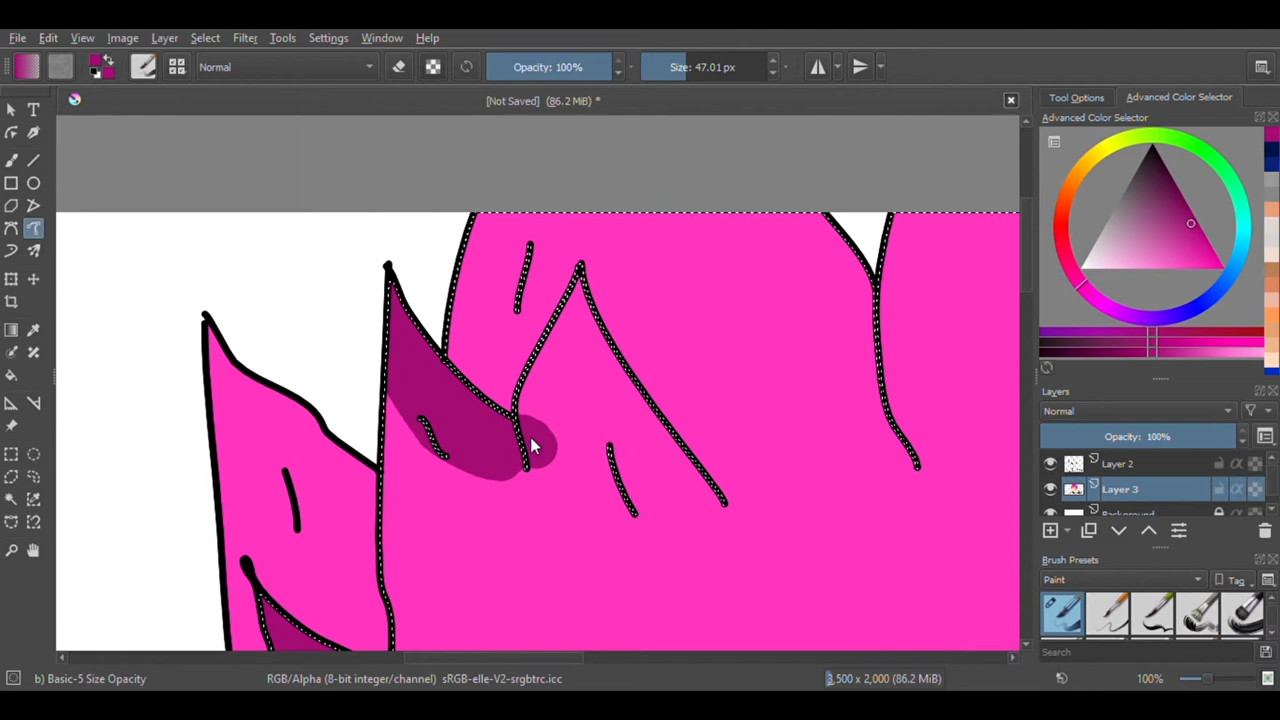 File Edit View Image Layer Select Filter Tools Settings Window Help
Normal Opacity: 100% Size: 47.01 px
[Not Saved] (86.2 MiB) *
Tool Options Advanced Color Selector
Advanced Color Selector
Layers
Normal
Opacity: 100%
Layer 2
Layer 3
Background
Brush Presets
Paint Tag
Search
b) Basic-5 Size Opacity RGB/Alpha (8-bit integer/channel) sRGB-elle-V2-srgbtrc.icc 3,500 x 2,000 (86.2 MiB) 100%